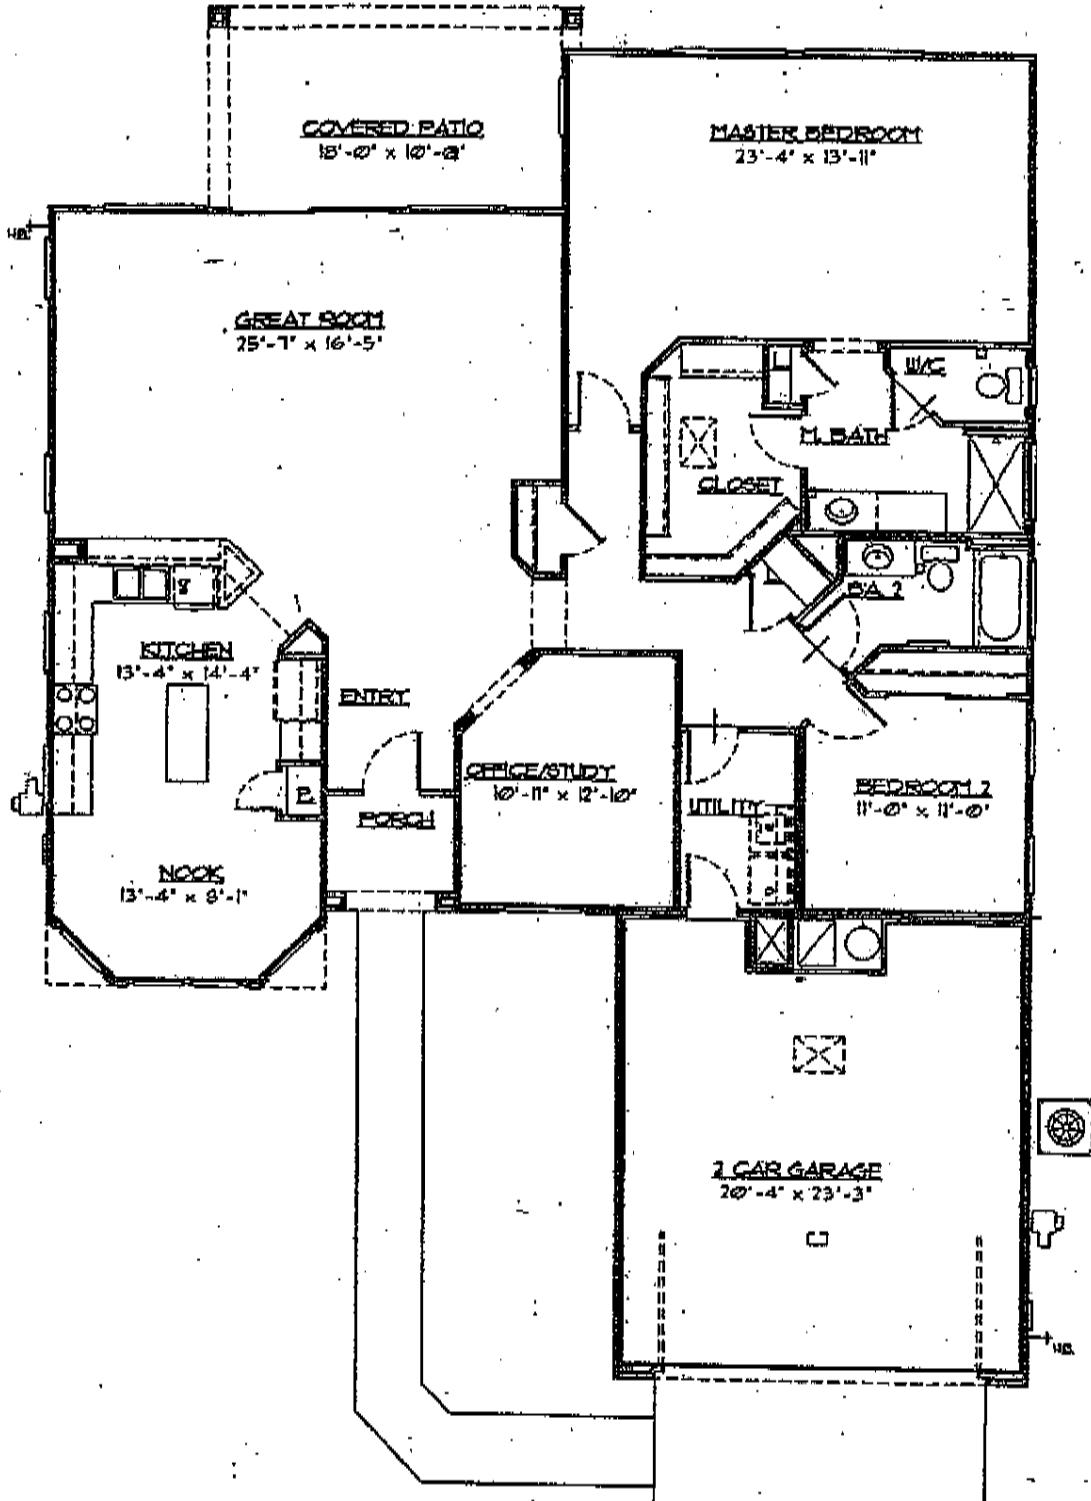 COVERED PATIO
18'-0" x 10'-8"
MASTER BEDROOM
23'-4" x 13'-11"
H.B.
GREAT ROOM
25'-7" x 16'-5"
W/C
M. BATH
CLOSET
BA. 2
KITCHEN
13'-4" x 14'-4"
ENTRY
OFFICE/STUDY
10'-11" x 12'-10"
UTILITY
BEDROOM 2
11'-0" x 11'-0"
P.
PORCH
NOOK
13'-4" x 8'-1"
2 CAR GARAGE
20'-4" x 23'-3"
H.B.